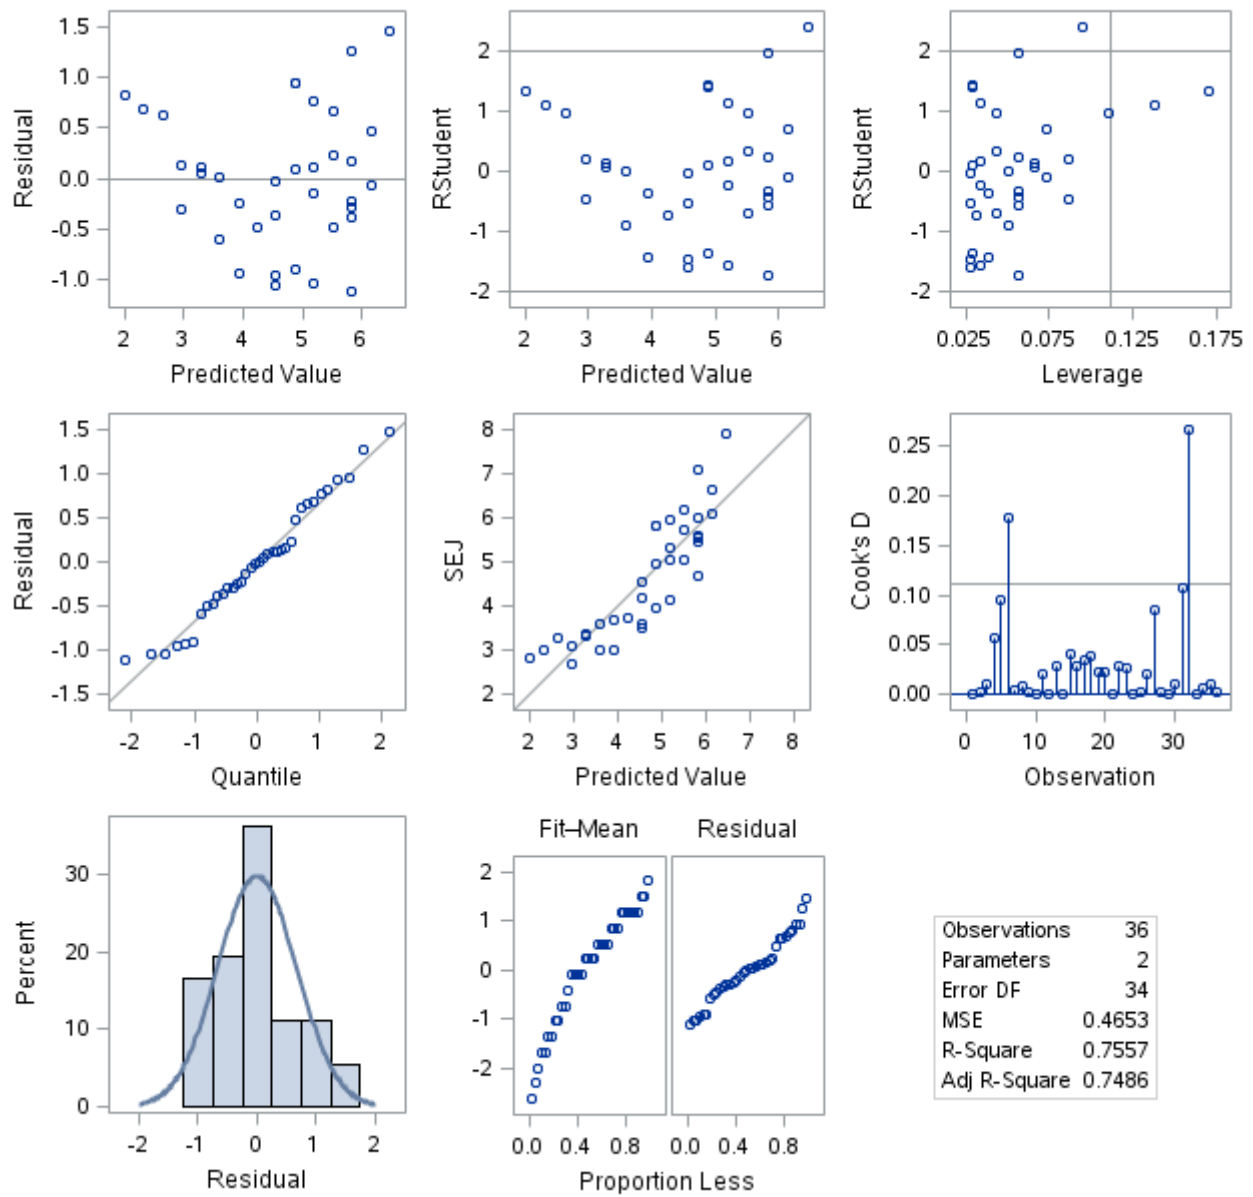 1.5
1.0
0.5
0.0
-0.5
-1.0
Residual
2 3 4 5 6
Predicted Value
2
1
0
-1
-2
RStudent
2 3 4 5 6
Predicted Value
2
1
0
-1
-2
RStudent
0.025 0.075 0.125 0.175
Leverage
1.5
1.0
0.5
0.0
-0.5
-1.0
-1.5
Residual
-2 -1 0 1 2
Quantile
8
7
6
5
4
3
2
SEJ
2 3 4 5 6 7 8
Predicted Value
0.25
0.20
0.15
0.10
0.05
0.00
Cook's D
0 10 20 30
Observation
30
20
10
0
Percent
-2 -1 0 1 2
Residual
Fit–Mean Residual
2
1
0
-1
-2
0.0 0.4 0.8 0.0 0.4 0.8
Proportion Less
Observations 36
Parameters 2
Error DF 34
MSE 0.4653
R-Square 0.7557
Adj R-Square 0.7486